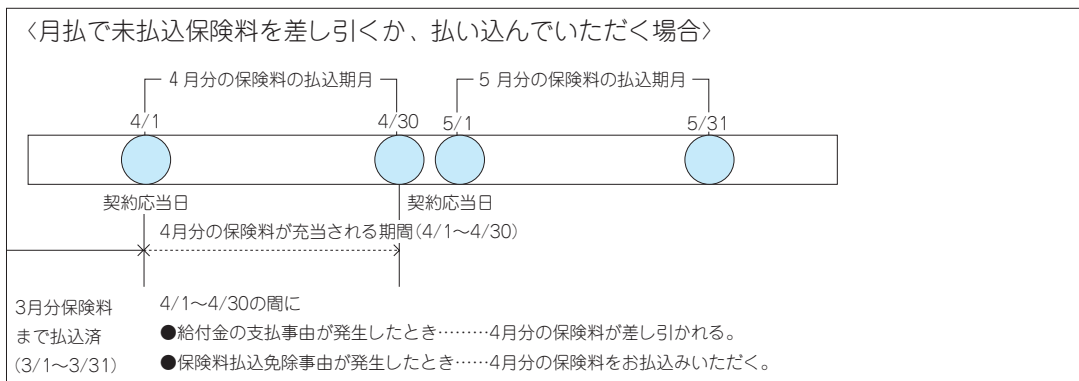 〈月払で未払込保険料を差し引くか、払い込んでいただく場合〉
4月分の保険料の払込期月
5月分の保険料の払込期月
4/1
4/30
5/1
5/31
契約応当日
契約応当日
4月分の保険料が充当される期間(4/1〜4/30)
3月分保険料
まで払込済
(3/1〜3/31)
4/1〜4/30の間に
●給付金の支払事由が発生したとき………4月分の保険料が差し引かれる。
●保険料払込免除事由が発生したとき……4月分の保険料をお払込みいただく。